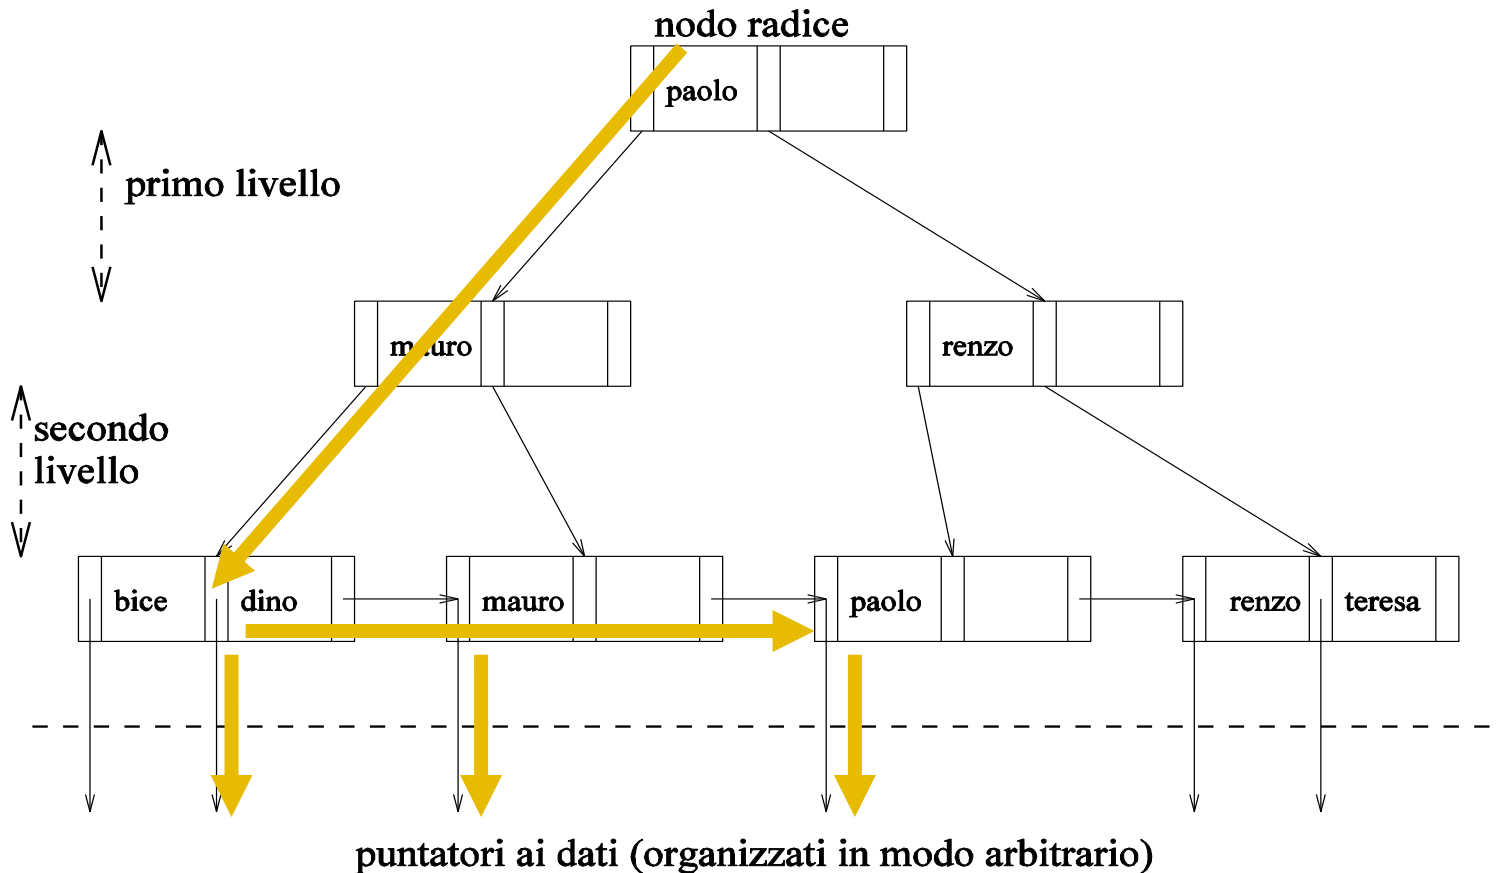 nodo radice
paolo
primo livello
mauro
renzo
secondo
livello
bice
dino
mauro
paolo
renzo
teresa
puntatori ai dati (organizzati in modo arbitrario)